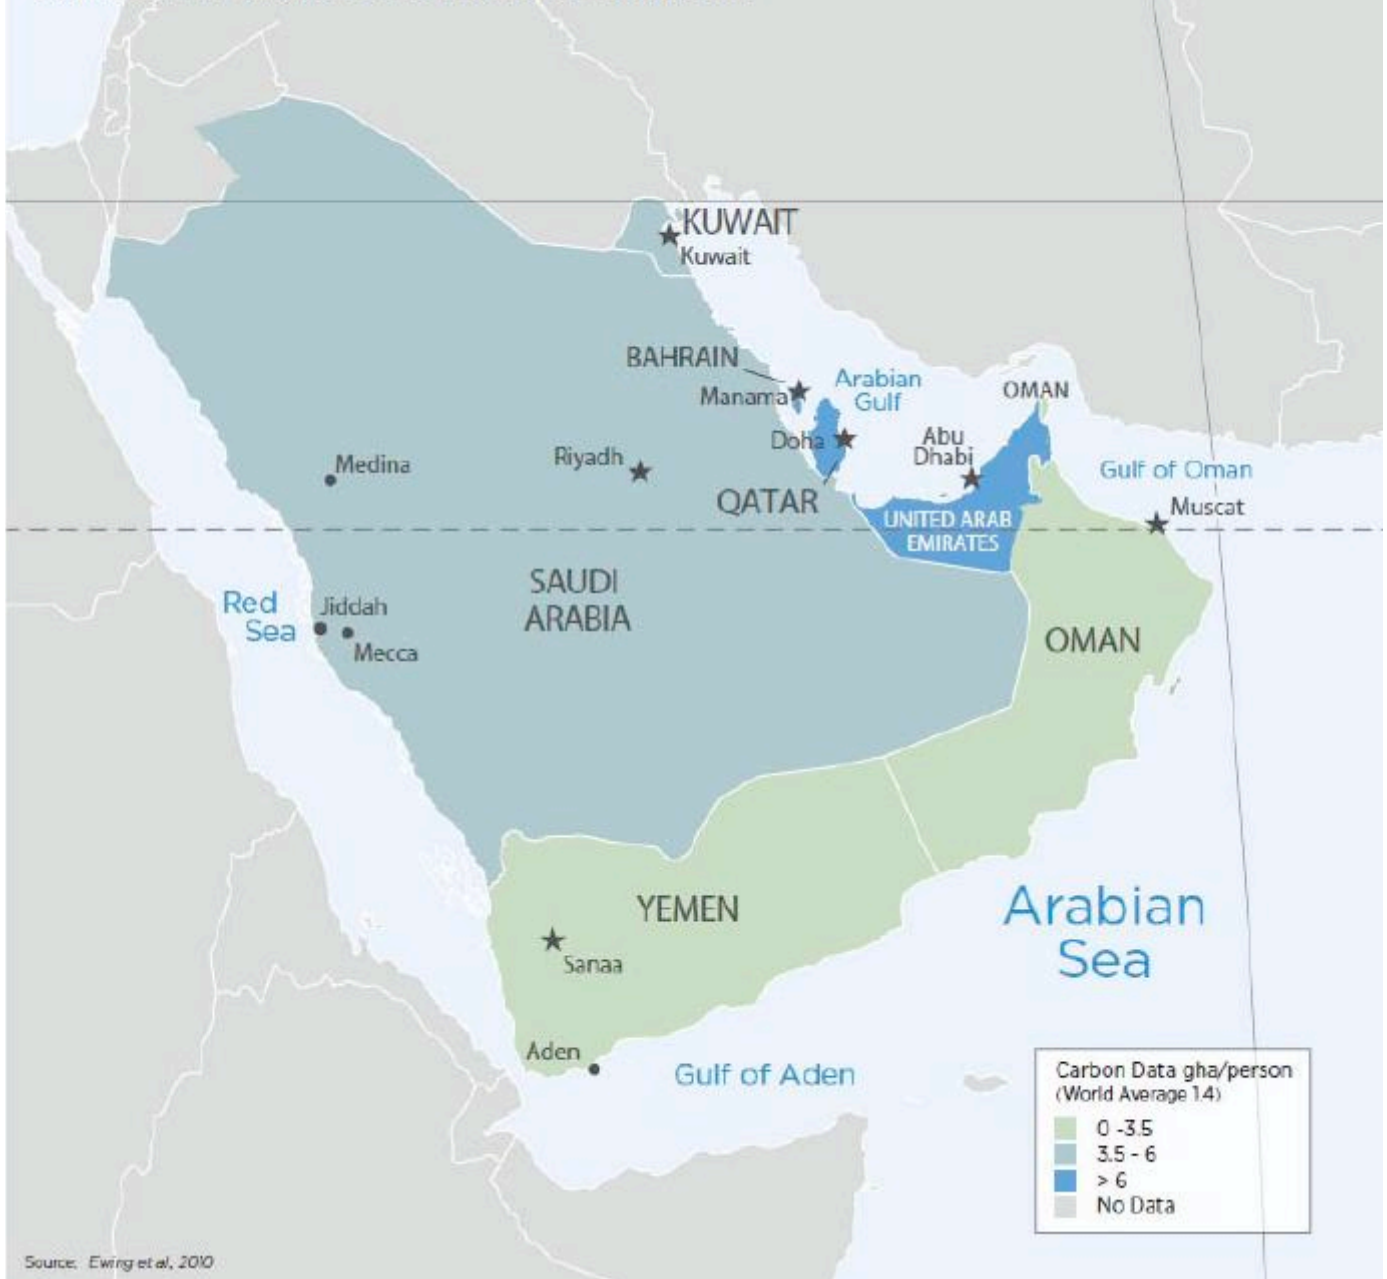 KUWAIT
Kuwait
BAHRAIN
Manama
Arabian
Gulf
OMAN
Doha
Abu
Dhabi
Medina
Riyadh
Gulf of Oman
QATAR
Muscat
UNITED ARAB
EMIRATES
SAUDI
ARABIA
Red
Sea
Jiddah
Mecca
OMAN
YEMEN
Sanaa
Arabian
Sea
Aden
Gulf of Aden
Carbon Data gha/person
(World Average 1.4)
0 -3.5
3.5 - 6
> 6
No Data
Source: Ewing et al, 2010